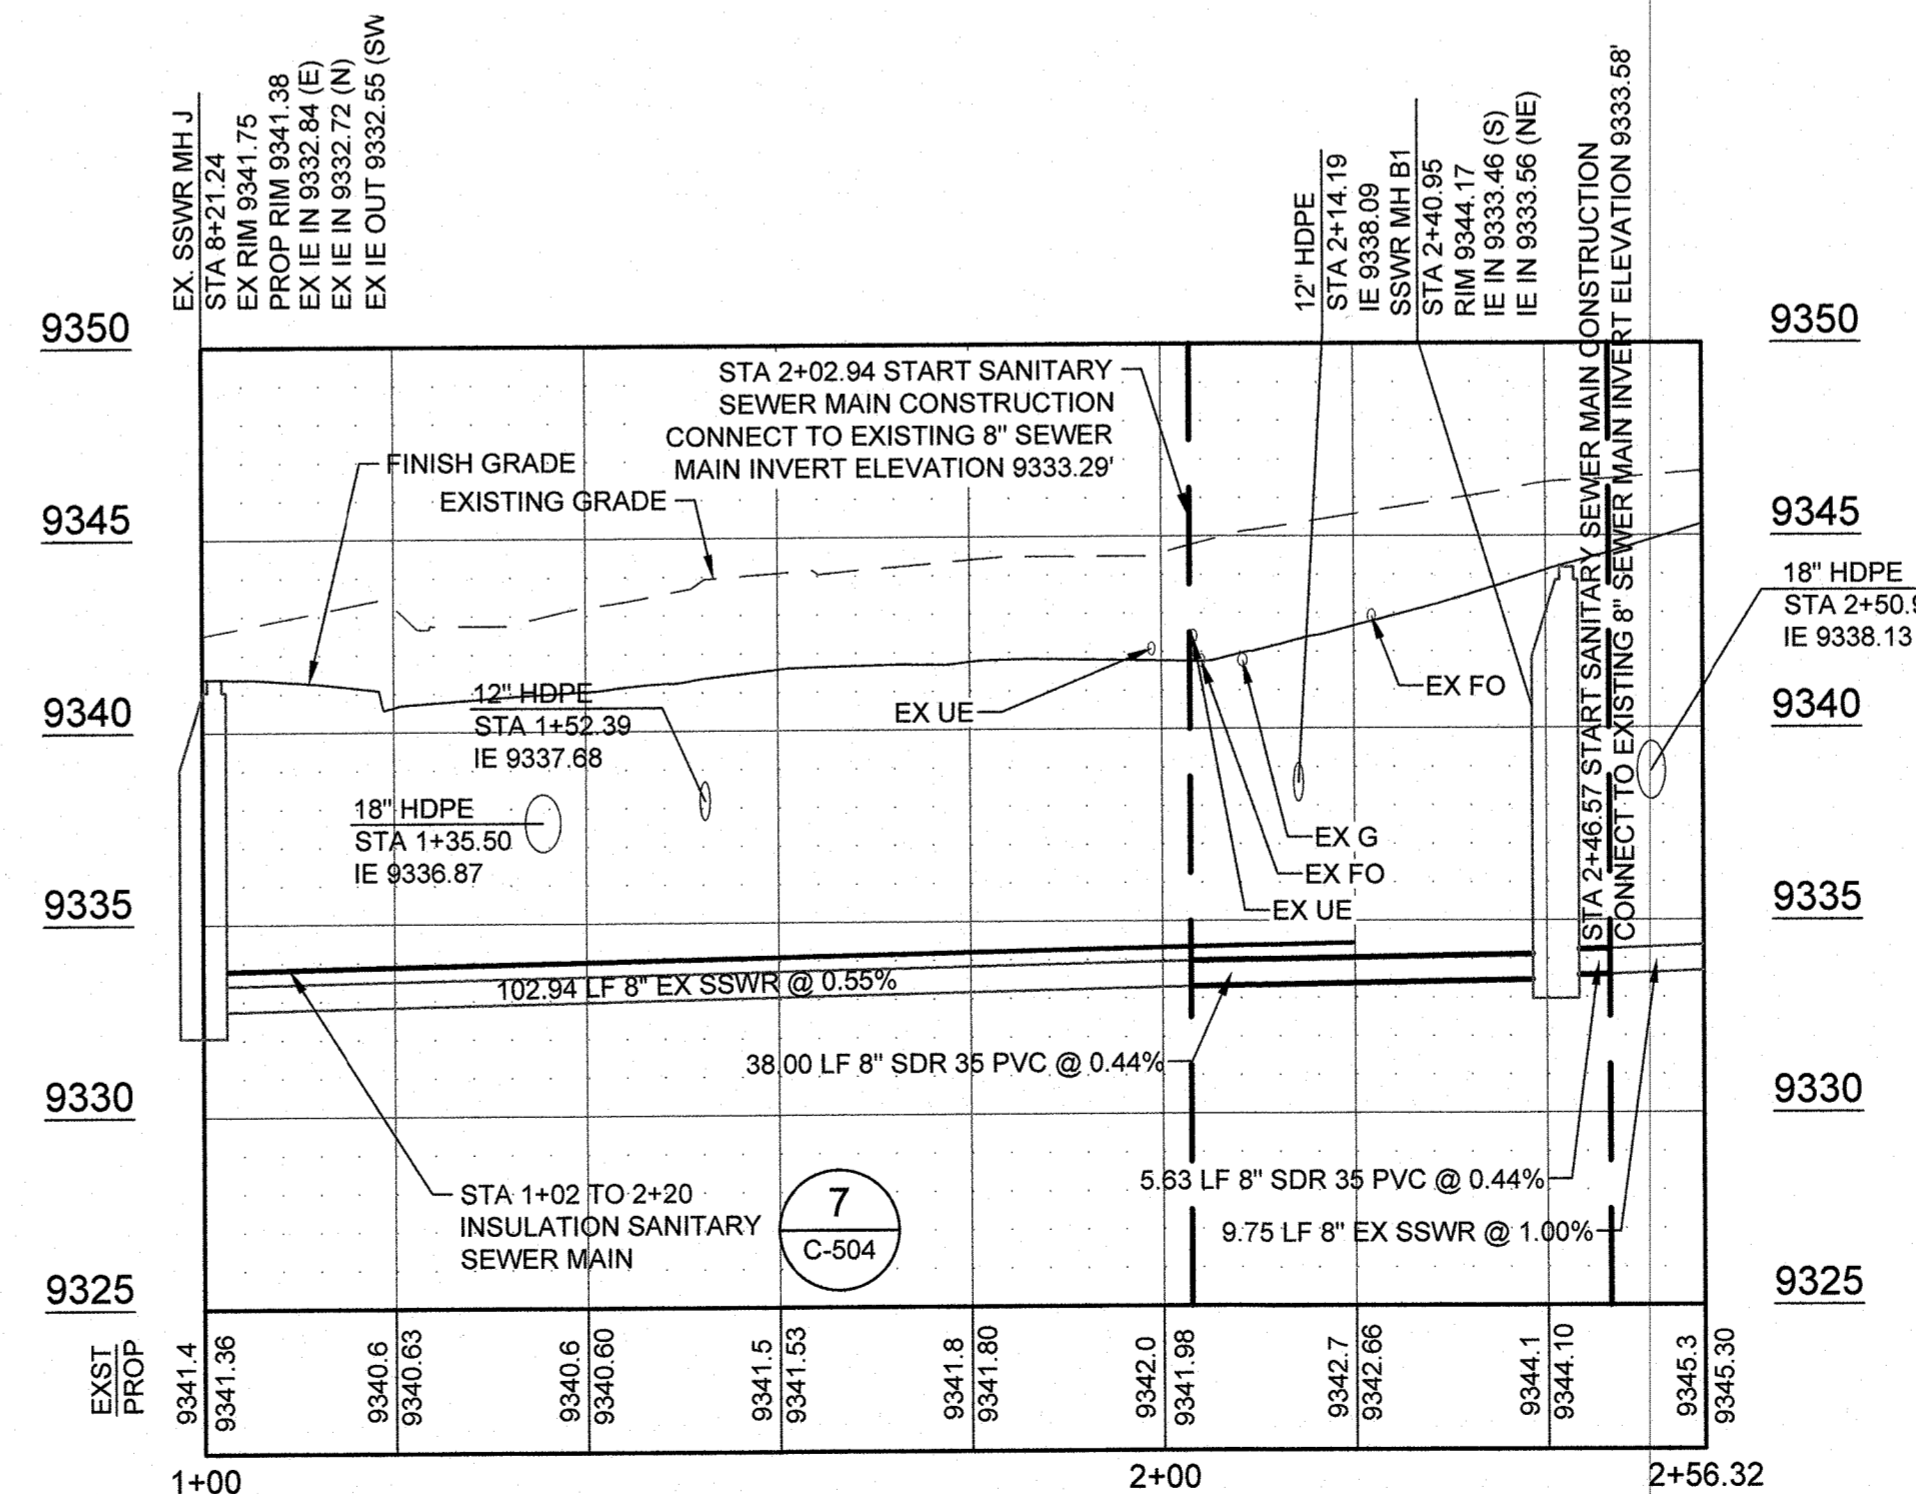 EX. SSWR MH J
STA 8+21.24
EX RIM 9341.75
PROP RIM 9341.38
EX IE IN 9332.84 (E)
EX IE IN 9332.72 (N)
EX IE OUT 9332.55 (SW
12" HDPE
STA 2+14.19
IE 9338.09
SSWR MH B1
STA 2+40.95
RIM 9344.17
IE IN 9333.46 (S)
IE IN 9333.56 (NE)
STA 2+46.57 START SANITARY SEWER MAIN CONSTRUCTION
CONNECT TO EXISTING 8" SEWER MAIN INVERT ELEVATION 9333.58'
9350
9350
STA 2+02.94 START SANITARY
SEWER MAIN CONSTRUCTION
CONNECT TO EXISTING 8" SEWER
MAIN INVERT ELEVATION 9333.29'
FINISH GRADE
EXISTING GRADE
9345
9345
18" HDPE
STA 2+50.9
IE 9338.13
EX FO
12" HDPE
STA 1+52.39
IE 9337.68
EX UE
9340
9340
18" HDPE
STA 1+35.50
IE 9336.87
EX G
EX FO
EX UE
9335
9335
102.94 LF 8" EX SSWR @ 0.55%
38.00 LF 8" SDR 35 PVC @ 0.44%
9330
9330
5.63 LF 8" SDR 35 PVC @ 0.44%
9.75 LF 8" EX SSWR @ 1.00%
STA 1+02 TO 2+20
INSULATION SANITARY
SEWER MAIN
7
C-504
9325
9325
EXST
PROP
9341.4
9341.36
9340.6
9340.63
9340.6
9340.60
9341.5
9341.53
9341.8
9341.80
9342.0
9341.98
9342.7
9342.66
9344.1
9344.10
9345.3
9345.30
1+00
2+00
2+56.32